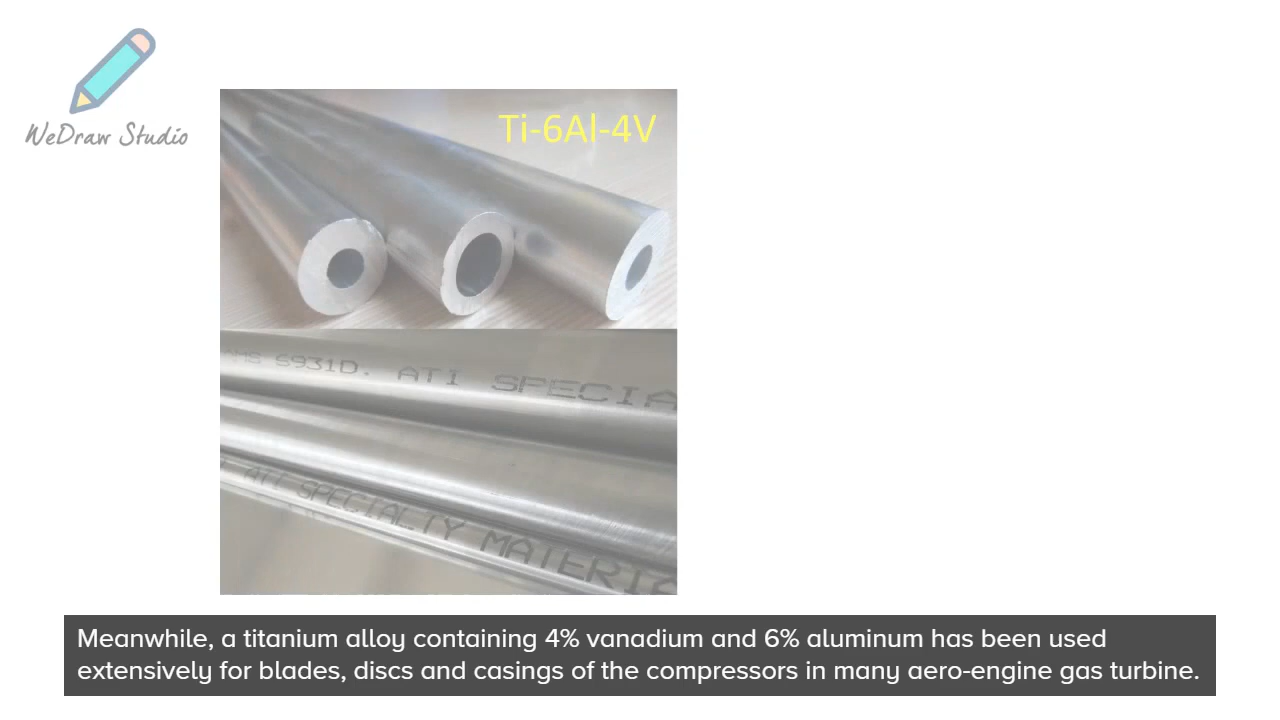 WeDraw Studio
Ti-6Al-4V
6931D. ATI SPECIA
ATI SPECIALTY MATERIA
Meanwhile, a titanium alloy containing 4% vanadium and 6% aluminum has been used
extensively for blades, discs and casings of the compressors in many aero-engine gas turbine.